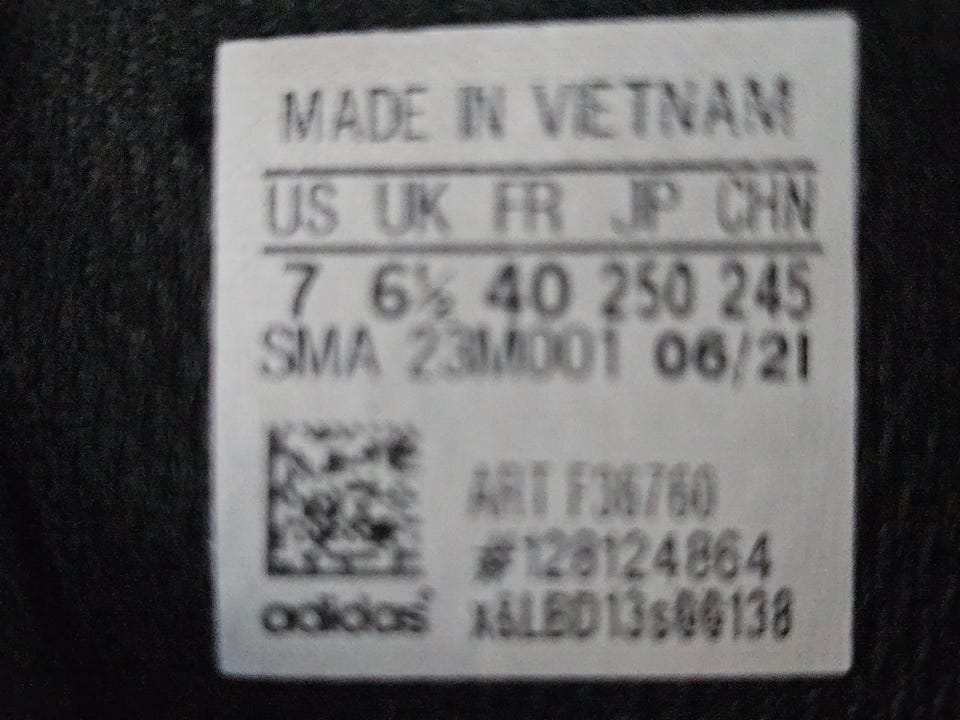 MADE IN VIETNAM
US UK FR JP CHN
7 6½ 40 250 245
SMA 23M001 06/21
ART F36760
#128124864
adidas